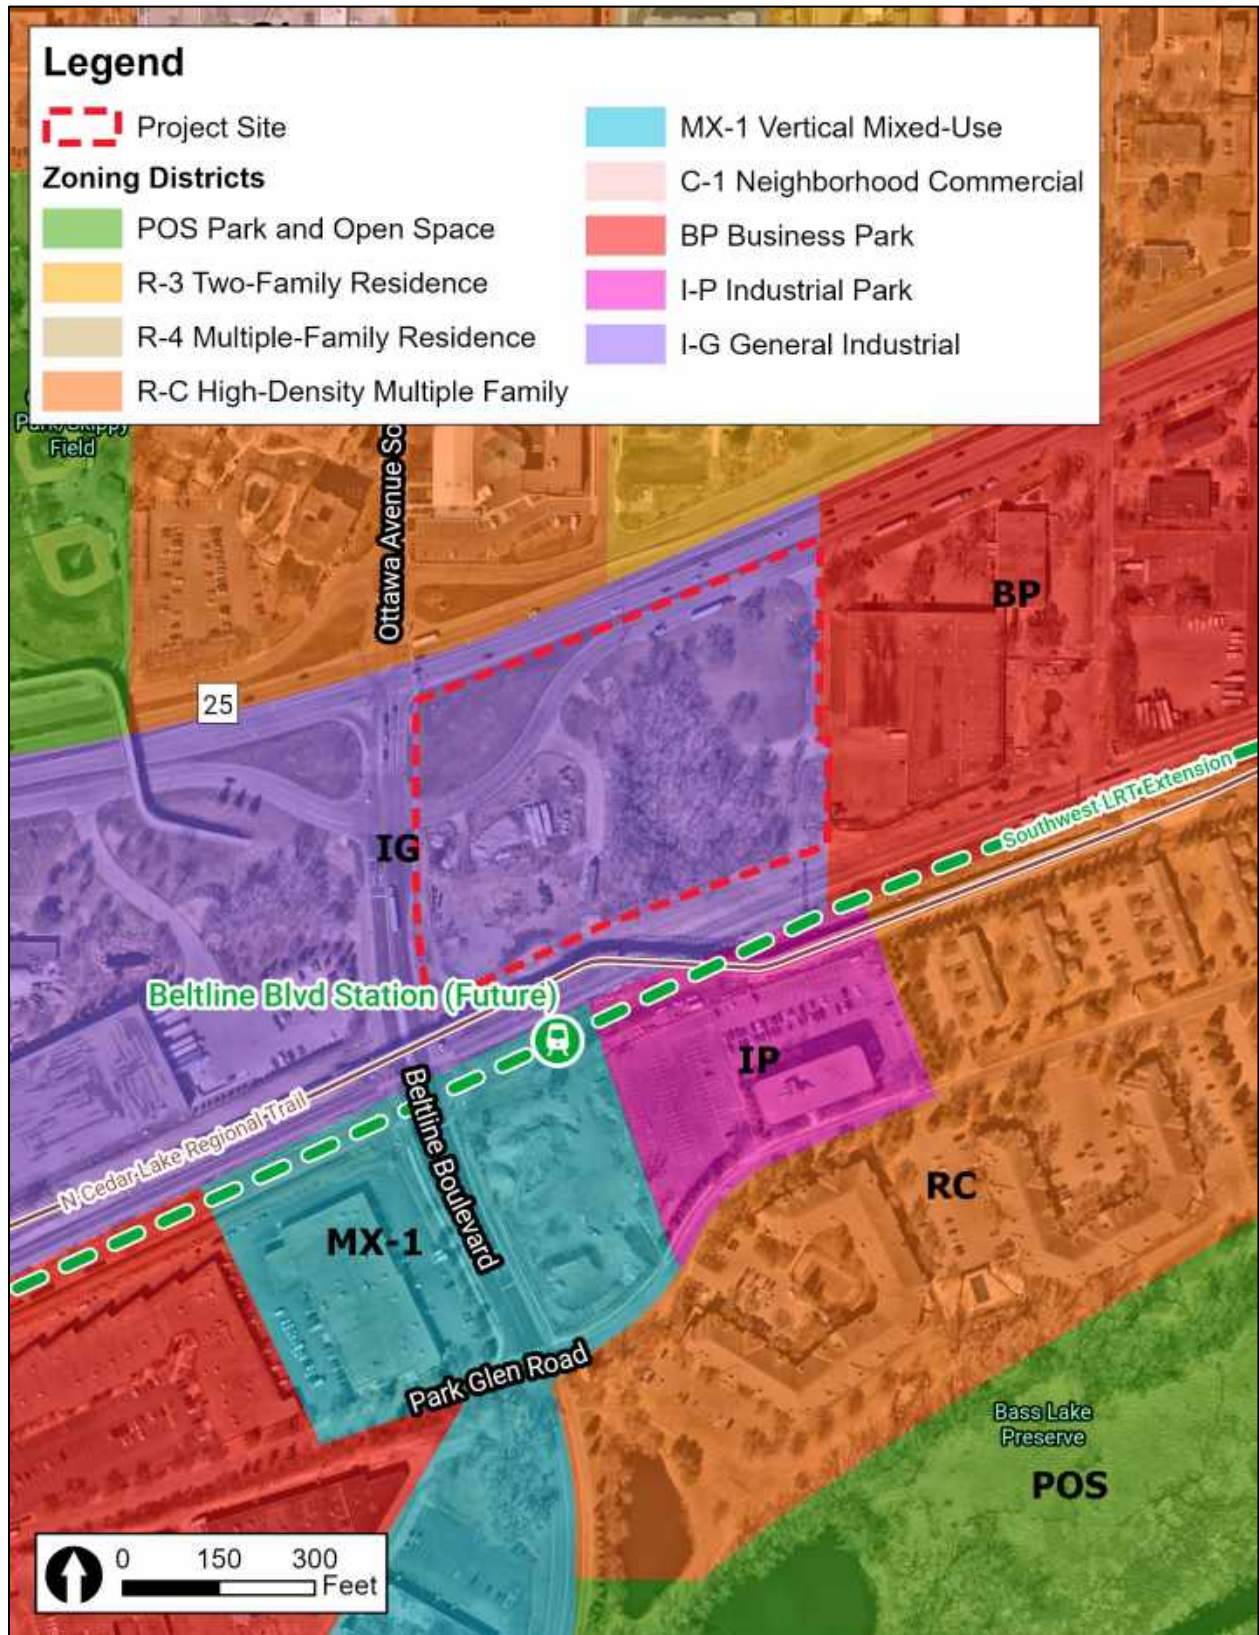 Legend
Project Site
Zoning Districts
POS Park and Open Space
R-3 Two-Family Residence
R-4 Multiple-Family Residence
R-C High-Density Multiple Family
MX-1 Vertical Mixed-Use
C-1 Neighborhood Commercial
BP Business Park
I-P Industrial Park
I-G General Industrial
Field
Ottawa Avenue So
BP
25
Southwest LRT Extension
IG
Beltline Blvd Station (Future)
IP
N Cedar Lake Regional Trail
Beltline Boulevard
RC
MX-1
Park Glen Road
Bass Lake
Preserve
POS
0 150 300
Feet